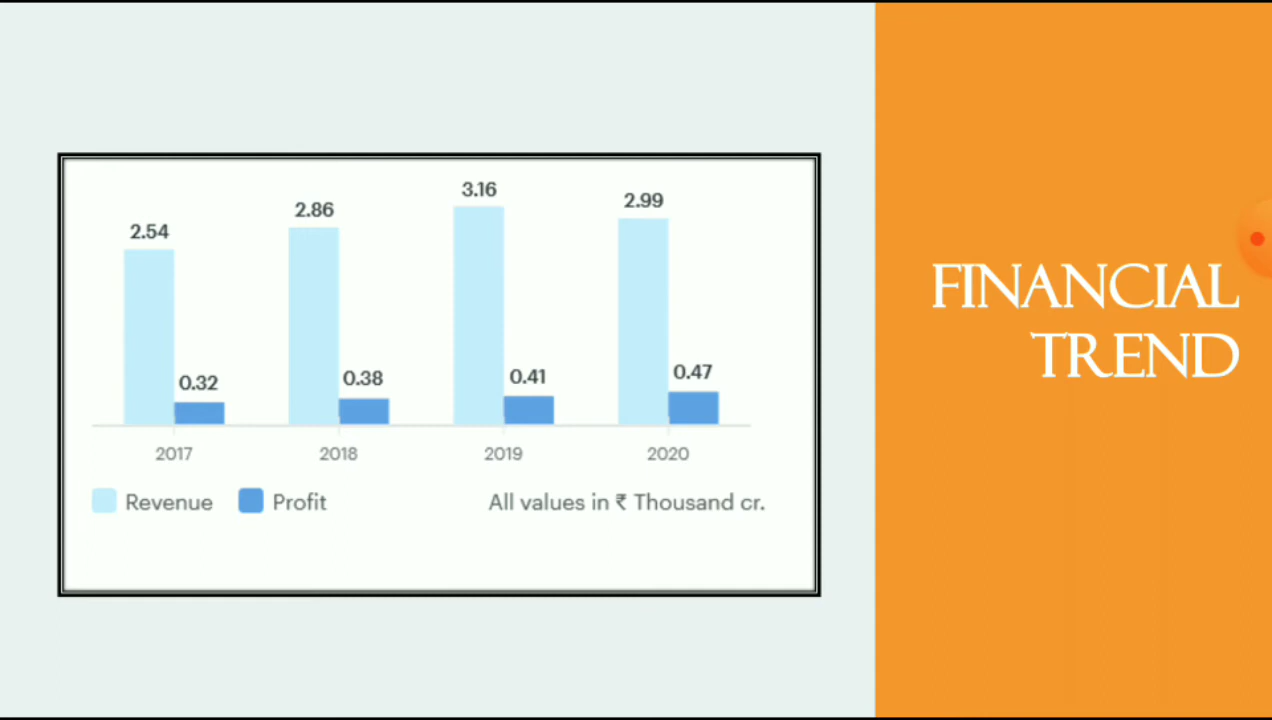 3.16
2.86
2.99
2.54
0.32
0.38
0.41
0.47
2017 2018 2019 2020
Revenue Profit All values in ₹ Thousand cr.
FINANCIAL
TREND